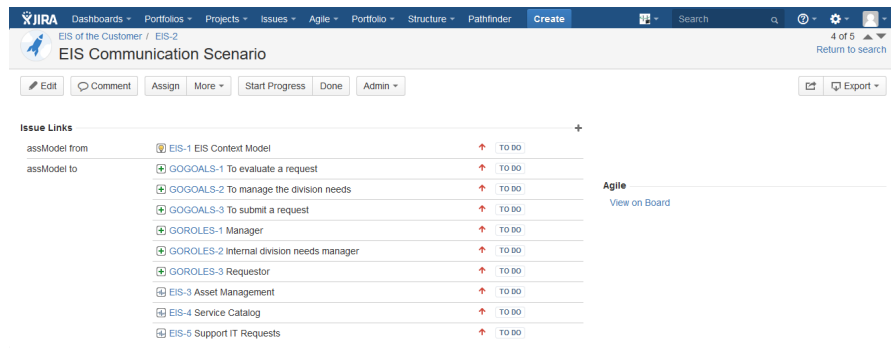 JIRA Dashboards Portfolios Projects Issues Agile Portfolio Structure Pathfinder Create Search
EIS of the Customer / EIS-2
4 of 5
EIS Communication Scenario
Return to search
Edit Comment Assign More Start Progress Done Admin Export
Issue Links
assModel from EIS-1 EIS Context Model TO DO
assModel to GOGOALS-1 To evaluate a request TO DO
GOGOALS-2 To manage the division needs TO DO
GOGOALS-3 To submit a request TO DO
GOROLES-1 Manager TO DO
GOROLES-2 Internal division needs manager TO DO
GOROLES-3 Requestor TO DO
EIS-3 Asset Management TO DO
EIS-4 Service Catalog TO DO
EIS-5 Support IT Requests TO DO
Agile
View on Board